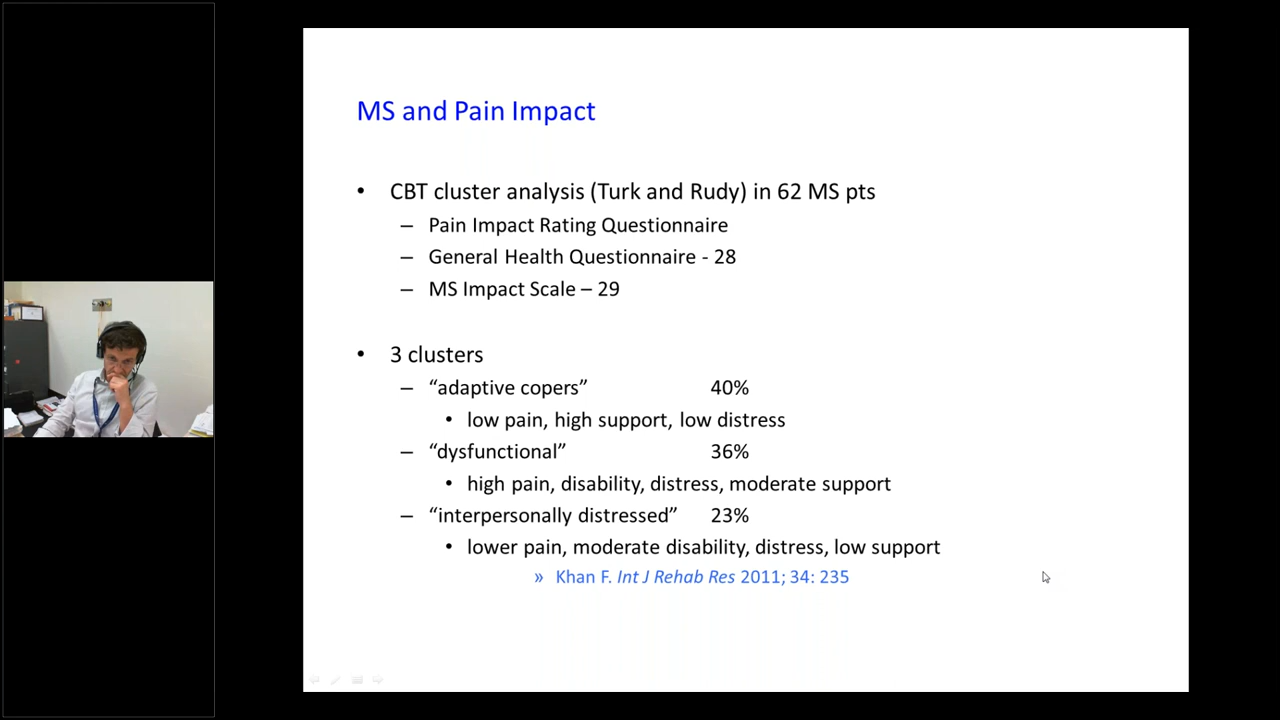 MS and Pain Impact
• CBT cluster analysis (Turk and Rudy) in 62 MS pts
– Pain Impact Rating Questionnaire
– General Health Questionnaire - 28
– MS Impact Scale – 29
• 3 clusters
– “adaptive copers” 40%
• low pain, high support, low distress
– “dysfunctional” 36%
• high pain, disability, distress, moderate support
– “interpersonally distressed” 23%
• lower pain, moderate disability, distress, low support
» Khan F. Int J Rehab Res 2011; 34: 235